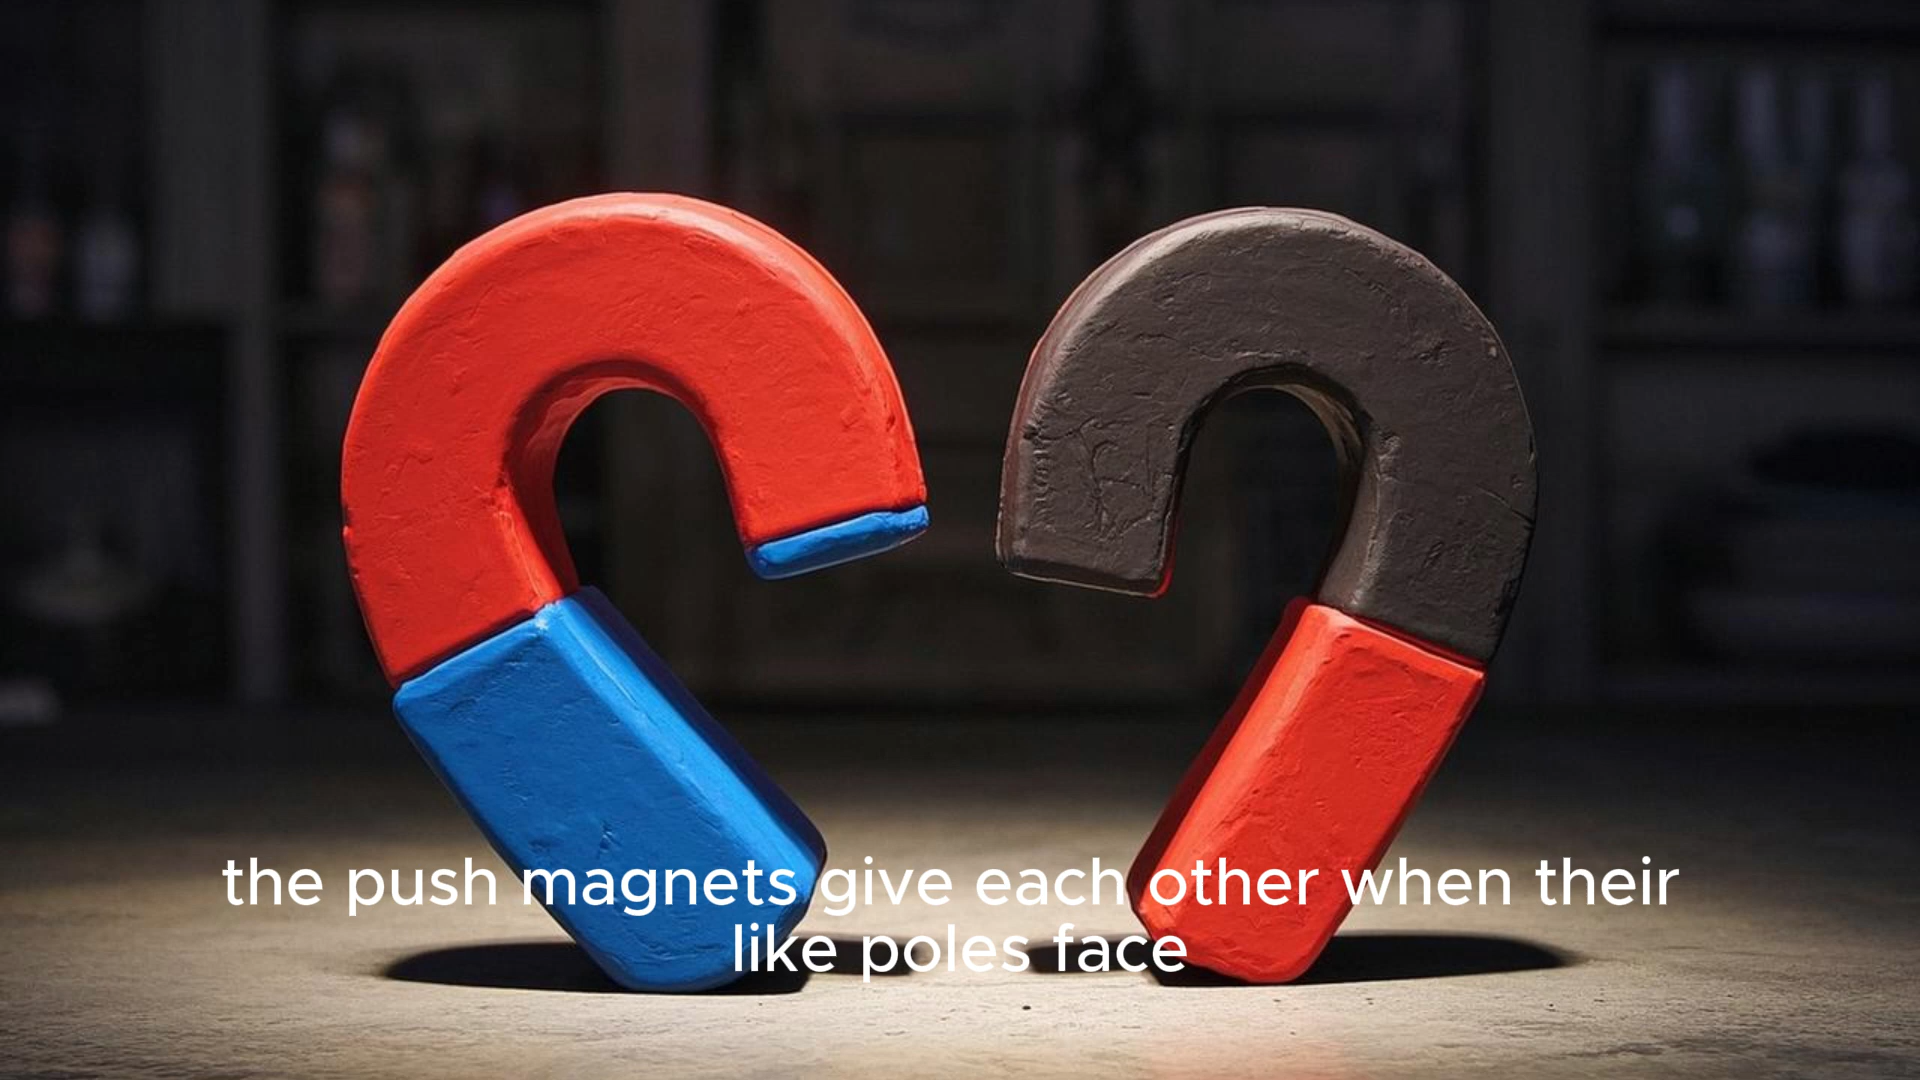 the push magnets give each other when their
like poles face